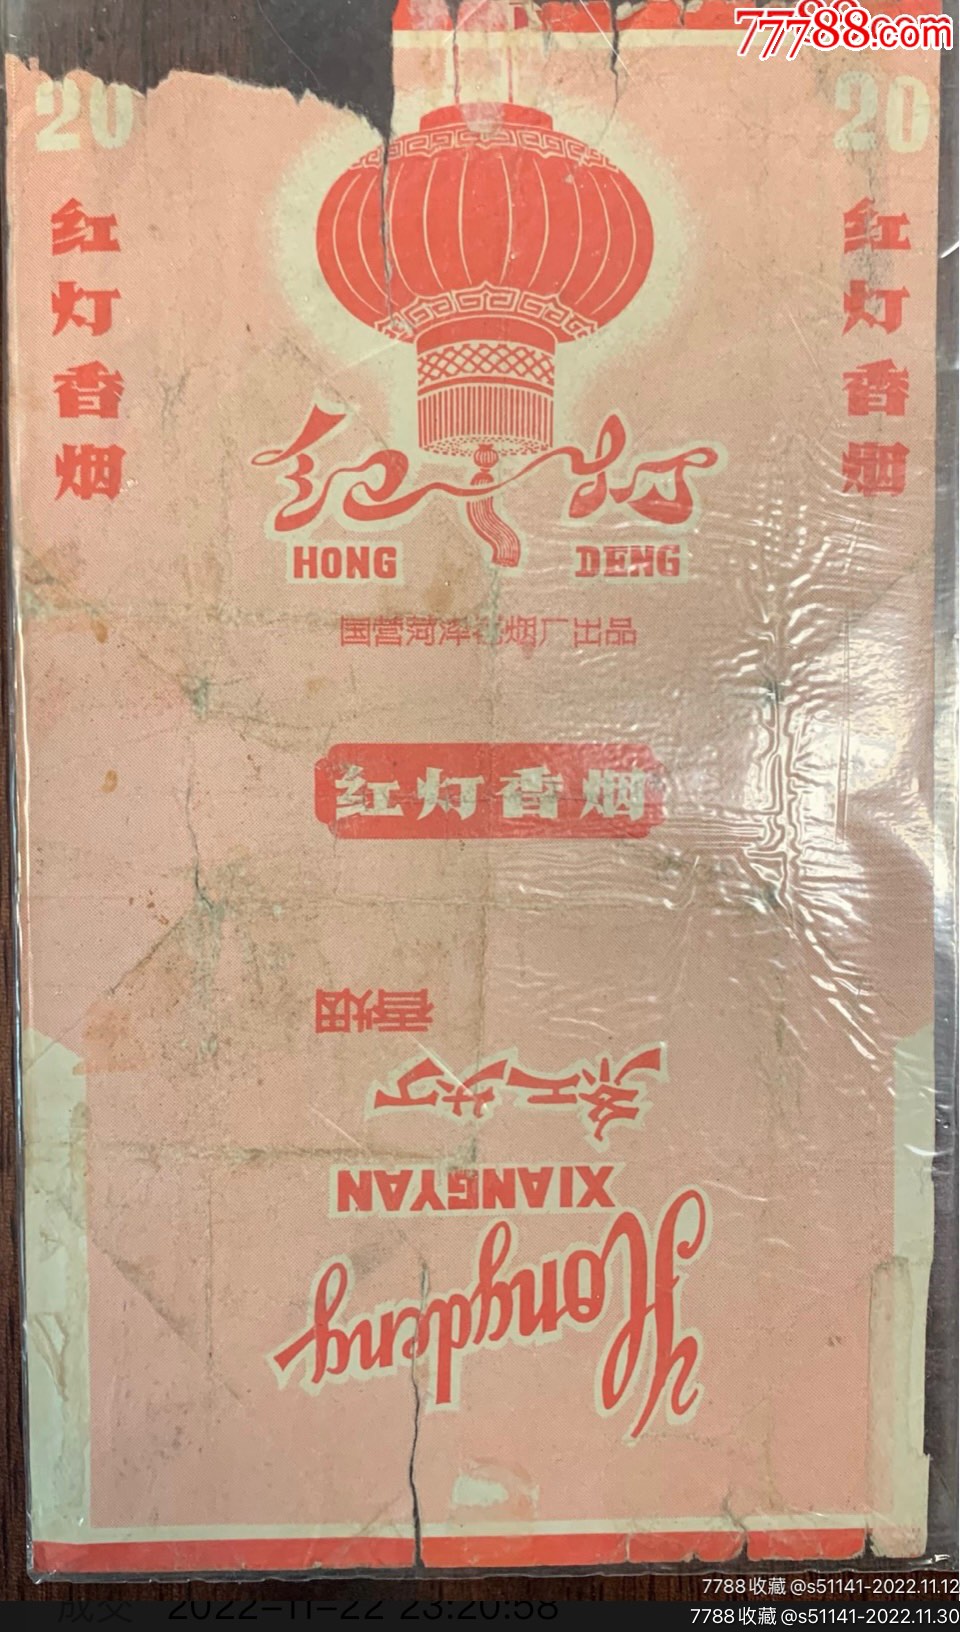 77788.com
20
20
红灯香烟
红灯香烟
红灯
HONG DENG
国营菏泽卷烟厂出品
红灯香烟
Hongdeng
XIANGYAN
红灯
香烟
7788收藏@s51141-2022.11.12
成交 2022-11-22 23:20:58
7788收藏@s51141-2022.11.30